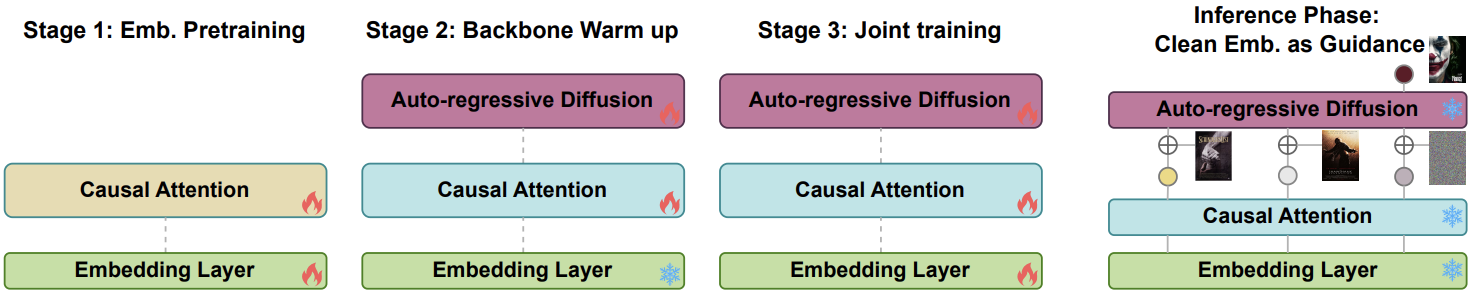 Stage 1: Emb. Pretraining
Causal Attention
Embedding Layer
Stage 2: Backbone Warm up
Auto-regressive Diffusion
Causal Attention
Embedding Layer
Stage 3: Joint training
Auto-regressive Diffusion
Causal Attention
Embedding Layer
Inference Phase:
Clean Emb. as Guidance
Auto-regressive Diffusion
Causal Attention
Embedding Layer